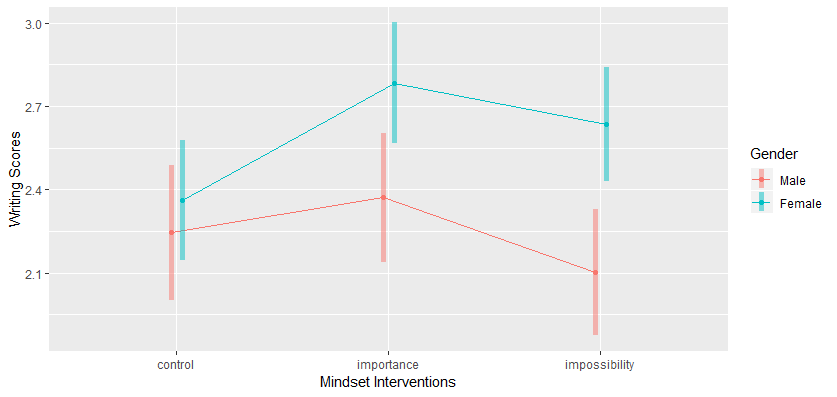 3.0
2.7
2.4
2.1
Writing Scores
control importance impossibility
Mindset Interventions
Gender
Male
Female